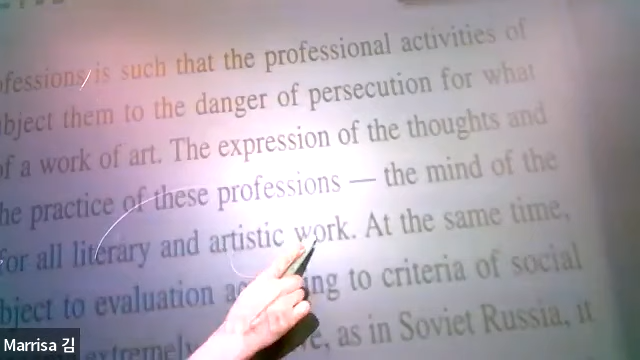 ofessions is such that the professional activities of
bject them to the danger of persecution for what
of a work of art. The expression of the thoughts and
he practice of these professions — the mind of the
for all literary and artistic work. At the same time,
bject to evaluation ac ng to criteria of social
extremely e, as in Soviet Russia, it
Marrisa 김